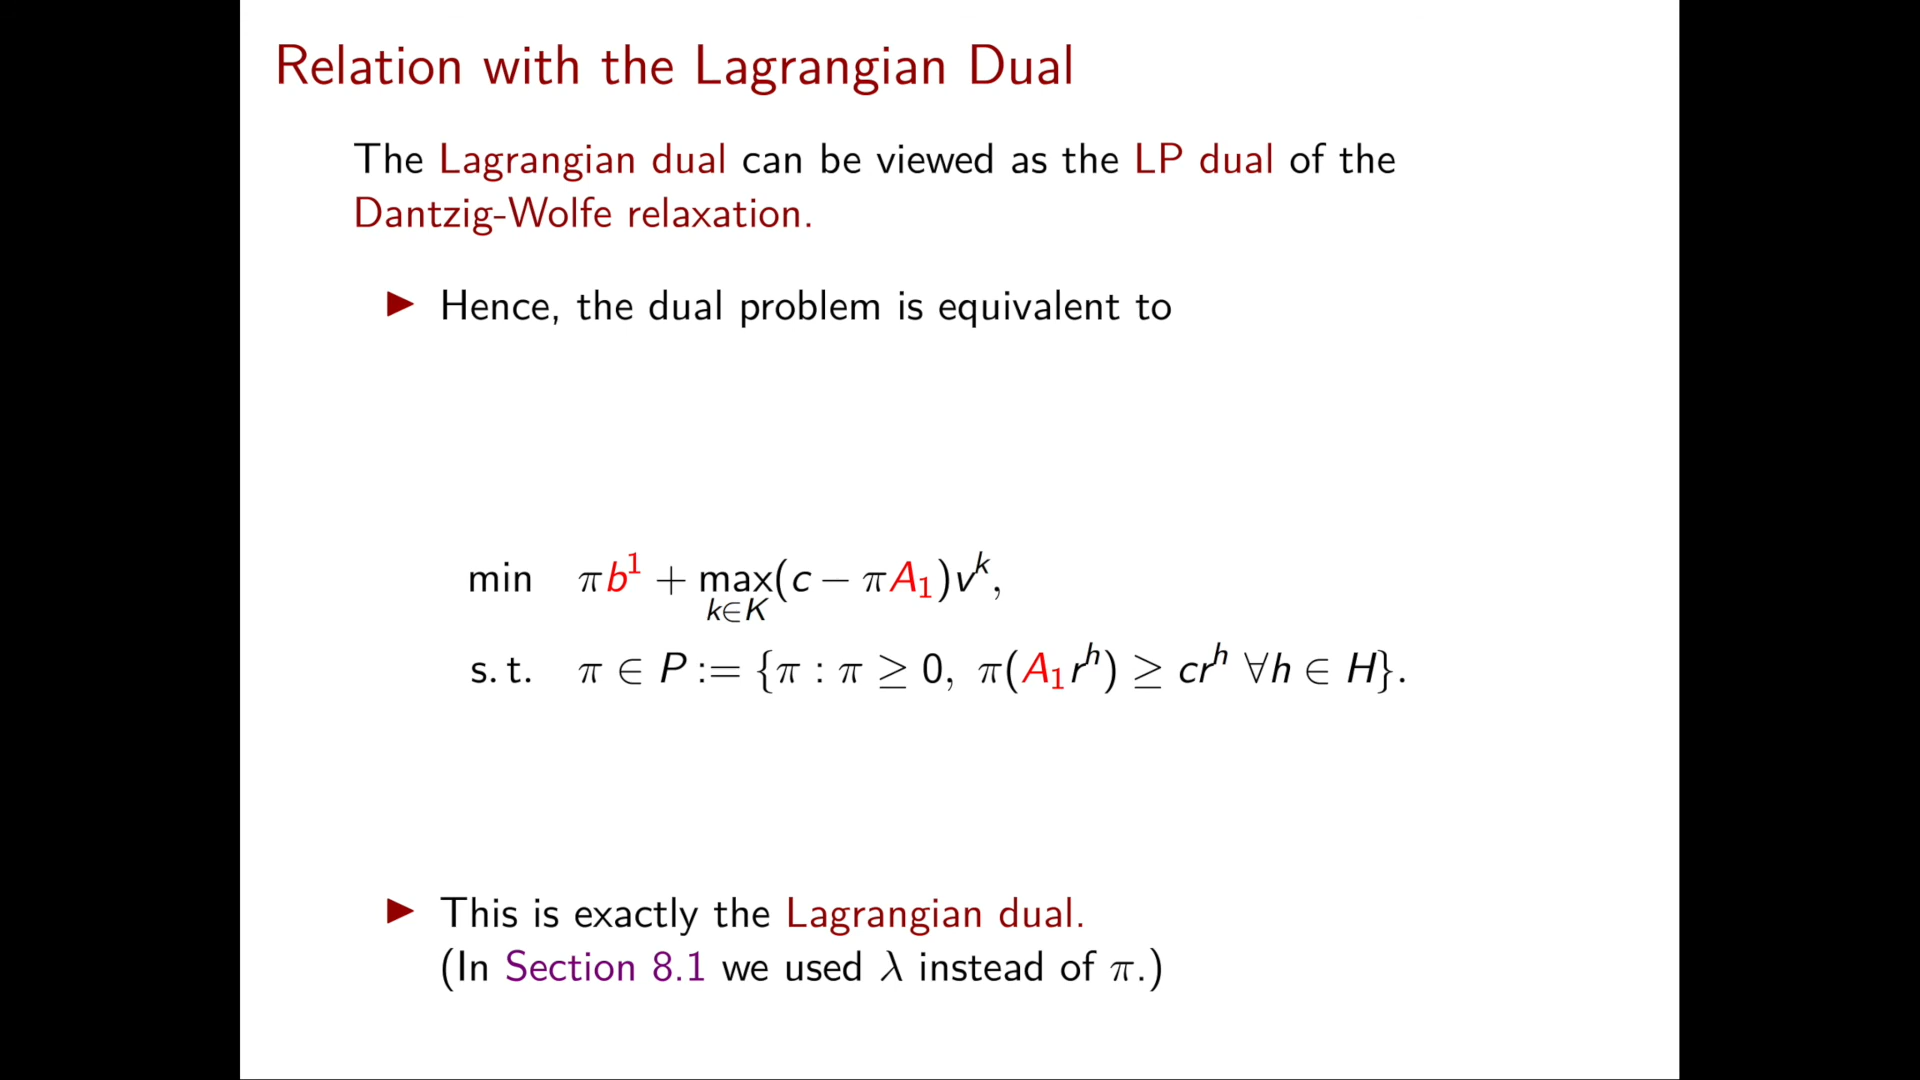 Relation with the Lagrangian Dual
The Lagrangian dual can be viewed as the LP dual of the
Dantzig-Wolfe relaxation.
▶ Hence, the dual problem is equivalent to
min πb¹ + max(c − πA₁)vᵏ,
k∈K
s. t. π ∈ P := {π : π ≥ 0, π(A₁rʰ) ≥ crʰ ∀h ∈ H}.
▶ This is exactly the Lagrangian dual.
(In Section 8.1 we used λ instead of π.)